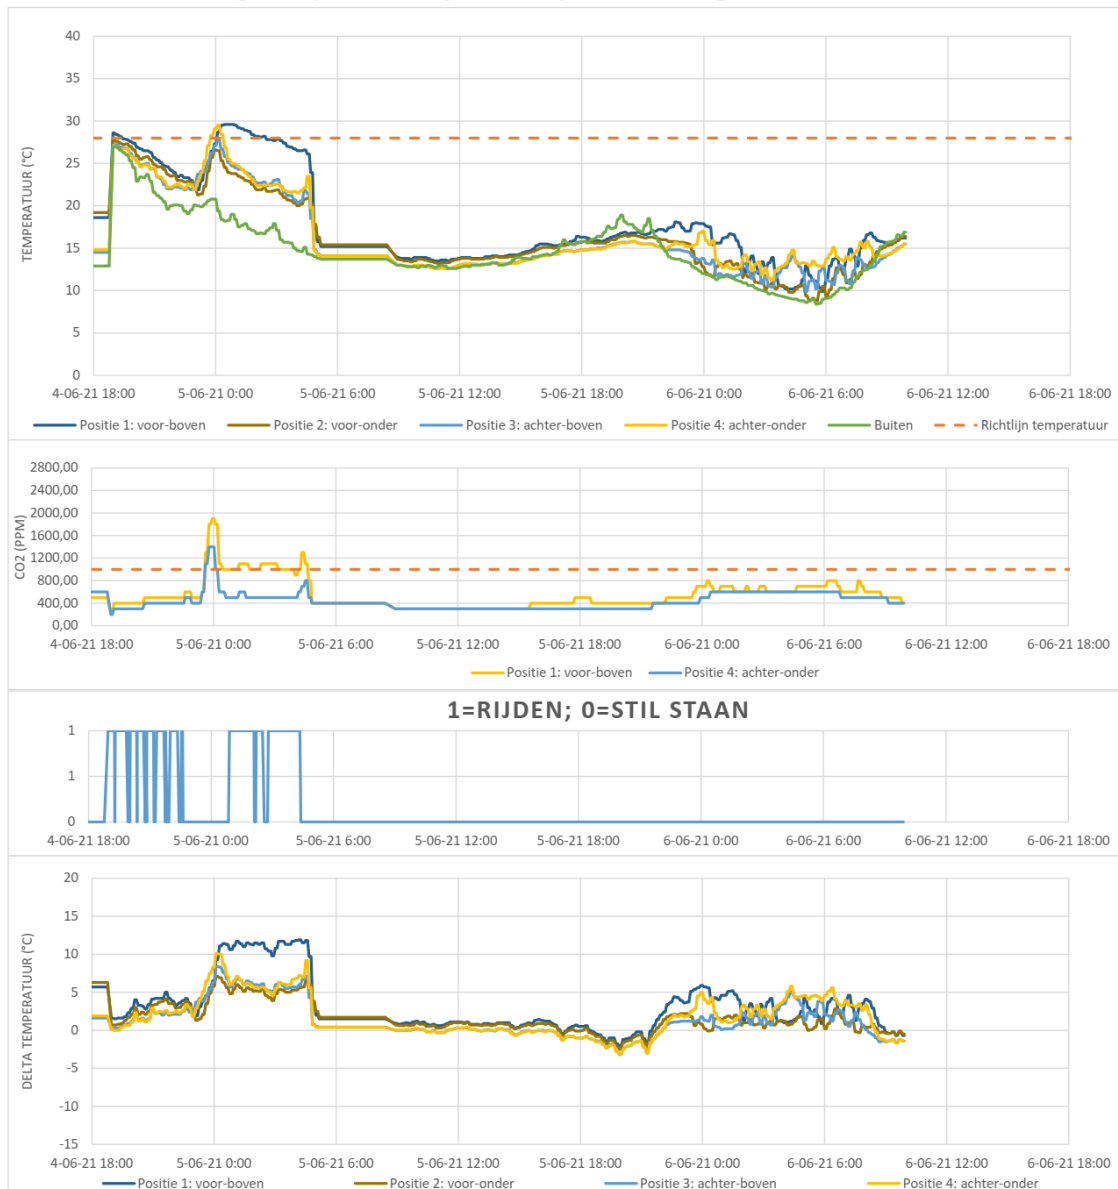 40
35
30
25
20
15
10
5
0
TEMPERATUUR (°C)
4-06-21 18:00 5-06-21 0:00 5-06-21 6:00 5-06-21 12:00 5-06-21 18:00 6-06-21 0:00 6-06-21 6:00 6-06-21 12:00 6-06-21 18:00
Positie 1: voor-boven Positie 2: voor-onder Positie 3: achter-boven Positie 4: achter-onder Buiten Richtlijn temperatuur
2800,00
2400,00
2000,00
1600,00
1200,00
800,00
400,00
0,00
CO2 (PPM)
4-06-21 18:00 5-06-21 0:00 5-06-21 6:00 5-06-21 12:00 5-06-21 18:00 6-06-21 0:00 6-06-21 6:00 6-06-21 12:00 6-06-21 18:00
Positie 1: voor-boven Positie 4: achter-onder
1=RIJDEN; 0=STIL STAAN
1
1
0
4-06-21 18:00 5-06-21 0:00 5-06-21 6:00 5-06-21 12:00 5-06-21 18:00 6-06-21 0:00 6-06-21 6:00 6-06-21 12:00 6-06-21 18:00
20
15
10
5
0
-5
-10
-15
DELTA TEMPERATUUR (°C)
4-06-21 18:00 5-06-21 0:00 5-06-21 6:00 5-06-21 12:00 5-06-21 18:00 6-06-21 0:00 6-06-21 6:00 6-06-21 12:00 6-06-21 18:00
Positie 1: voor-boven Positie 2: voor-onder Positie 3: achter-boven Positie 4: achter-onder